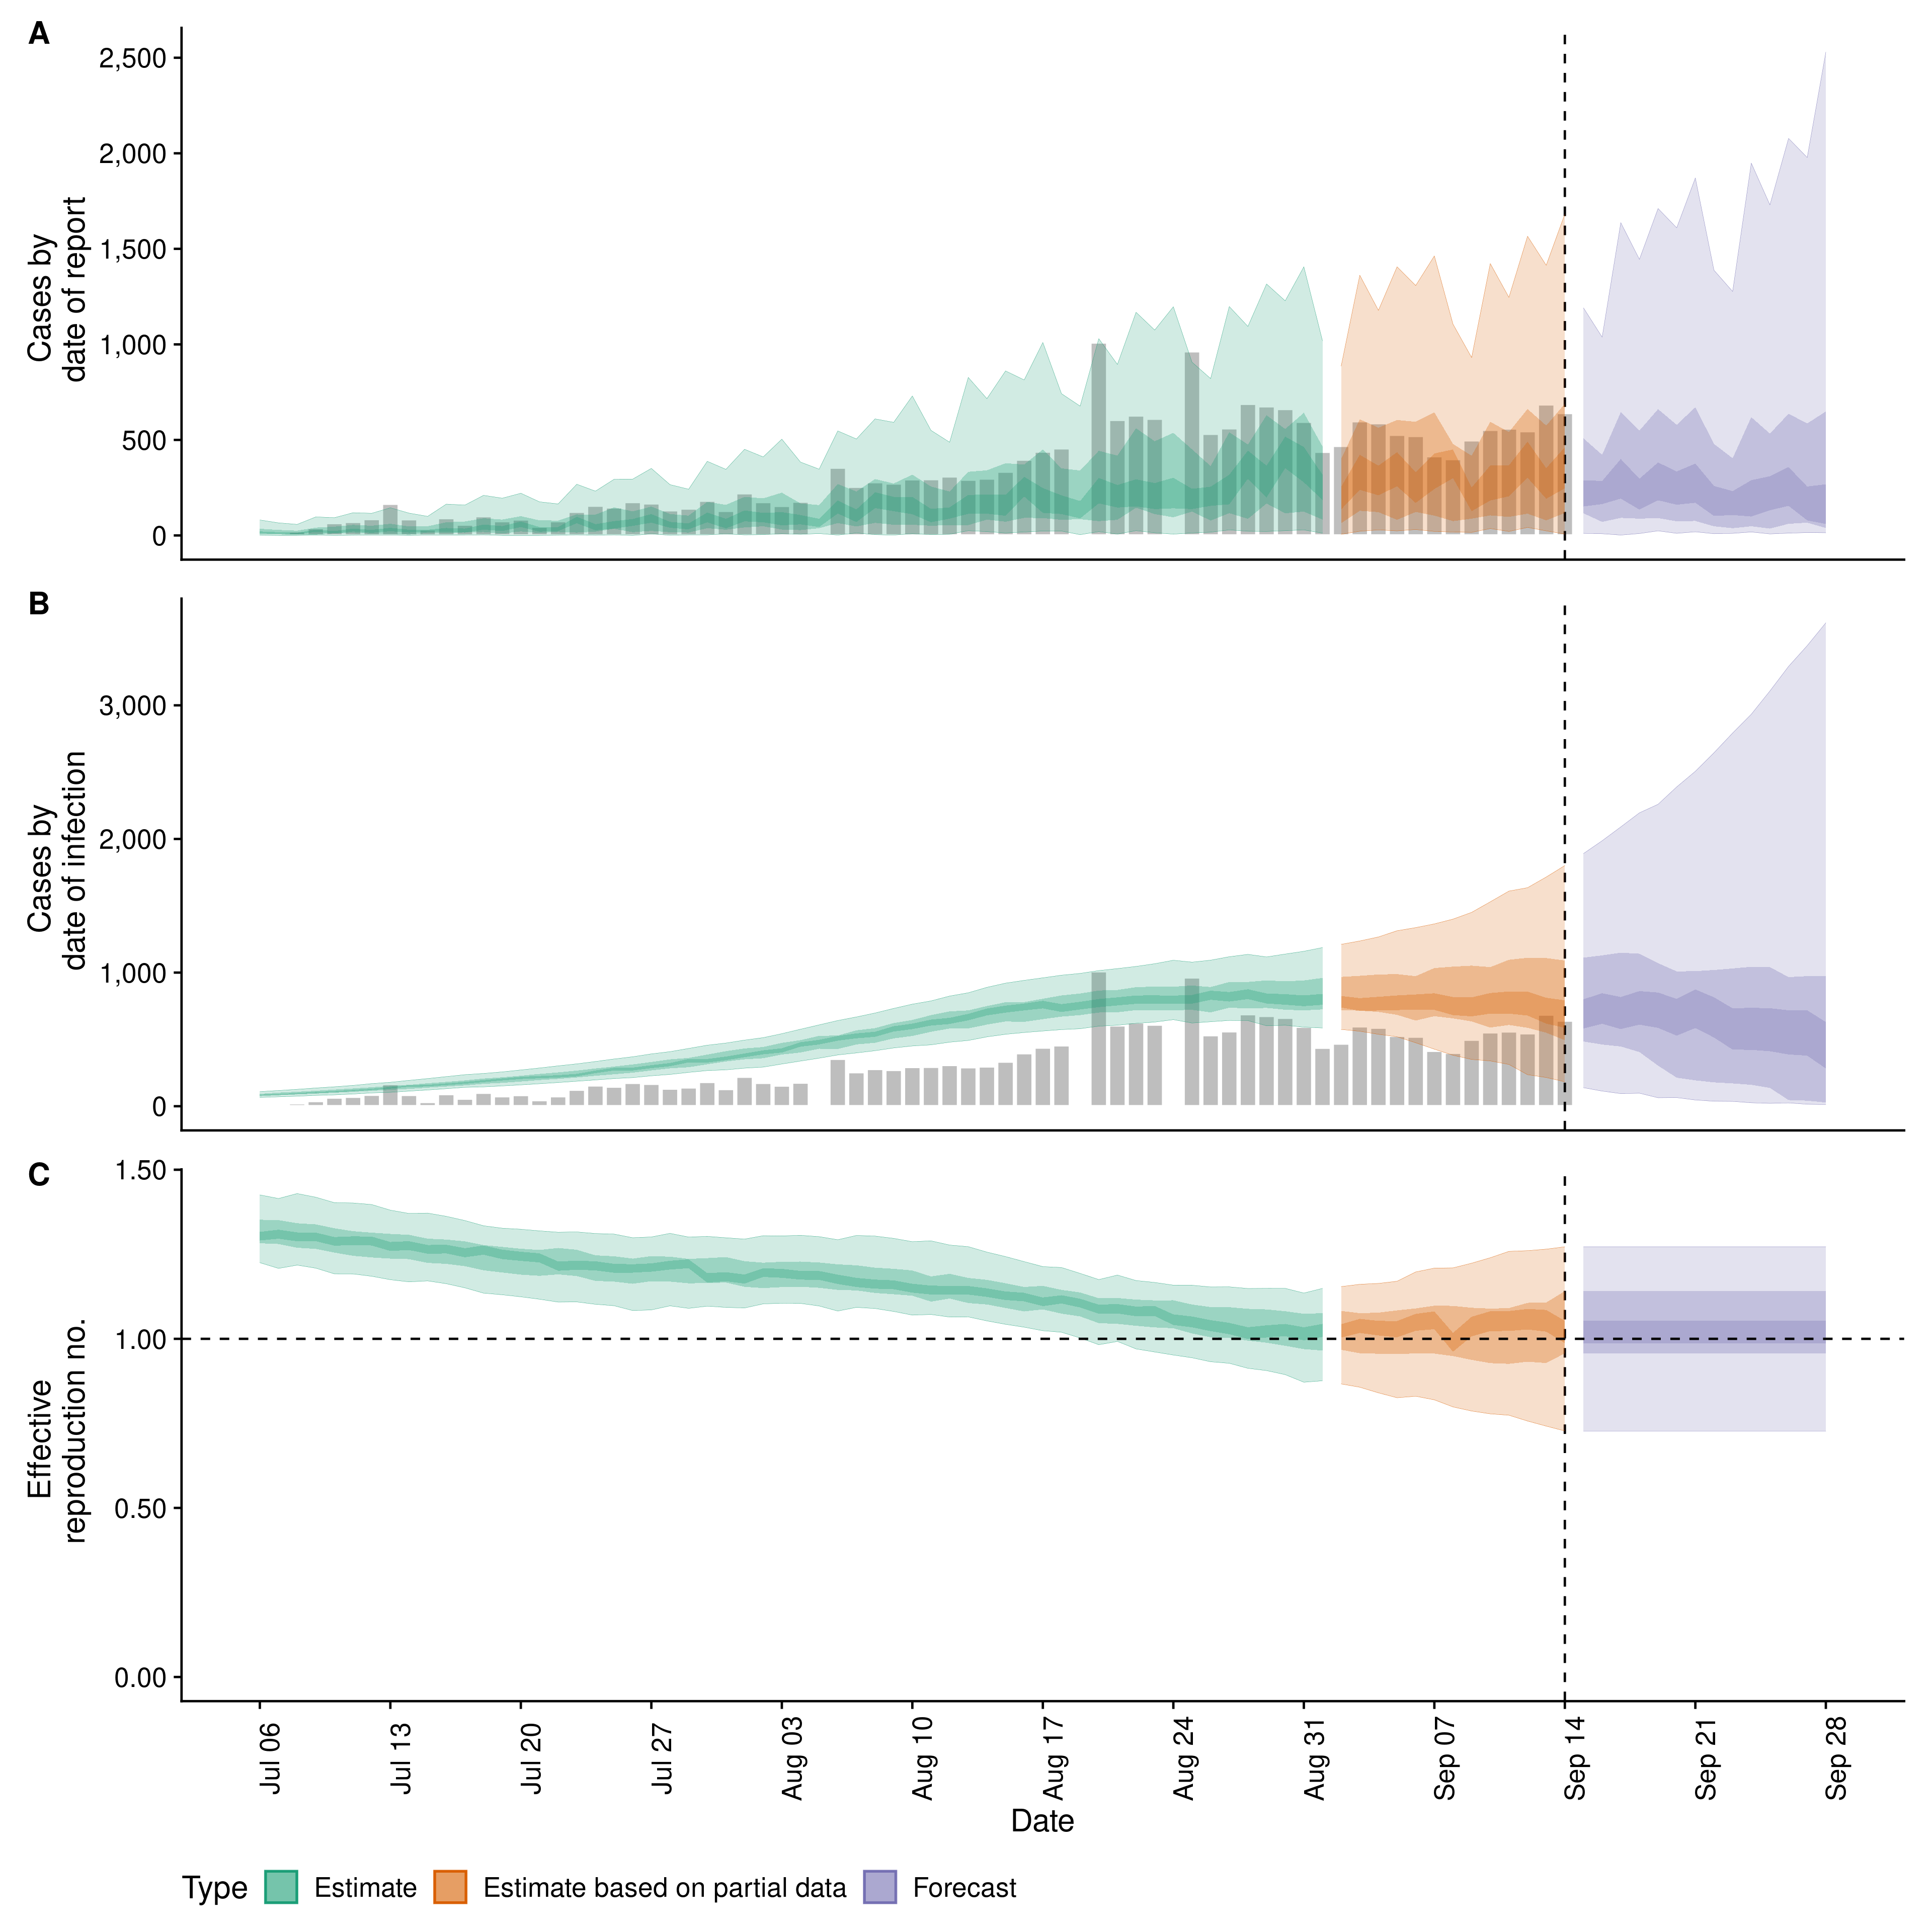 A
Cases by
date of report
2,500
2,000
1,500
1,000
500
0
B
Cases by
date of infection
3,000
2,000
1,000
0
C
Effective
reproduction no.
1.50
1.00
0.50
0.00
Jul 06
Jul 13
Jul 20
Jul 27
Aug 03
Aug 10
Aug 17
Aug 24
Aug 31
Sep 07
Sep 14
Sep 21
Sep 28
Date
Type Estimate Estimate based on partial data Forecast